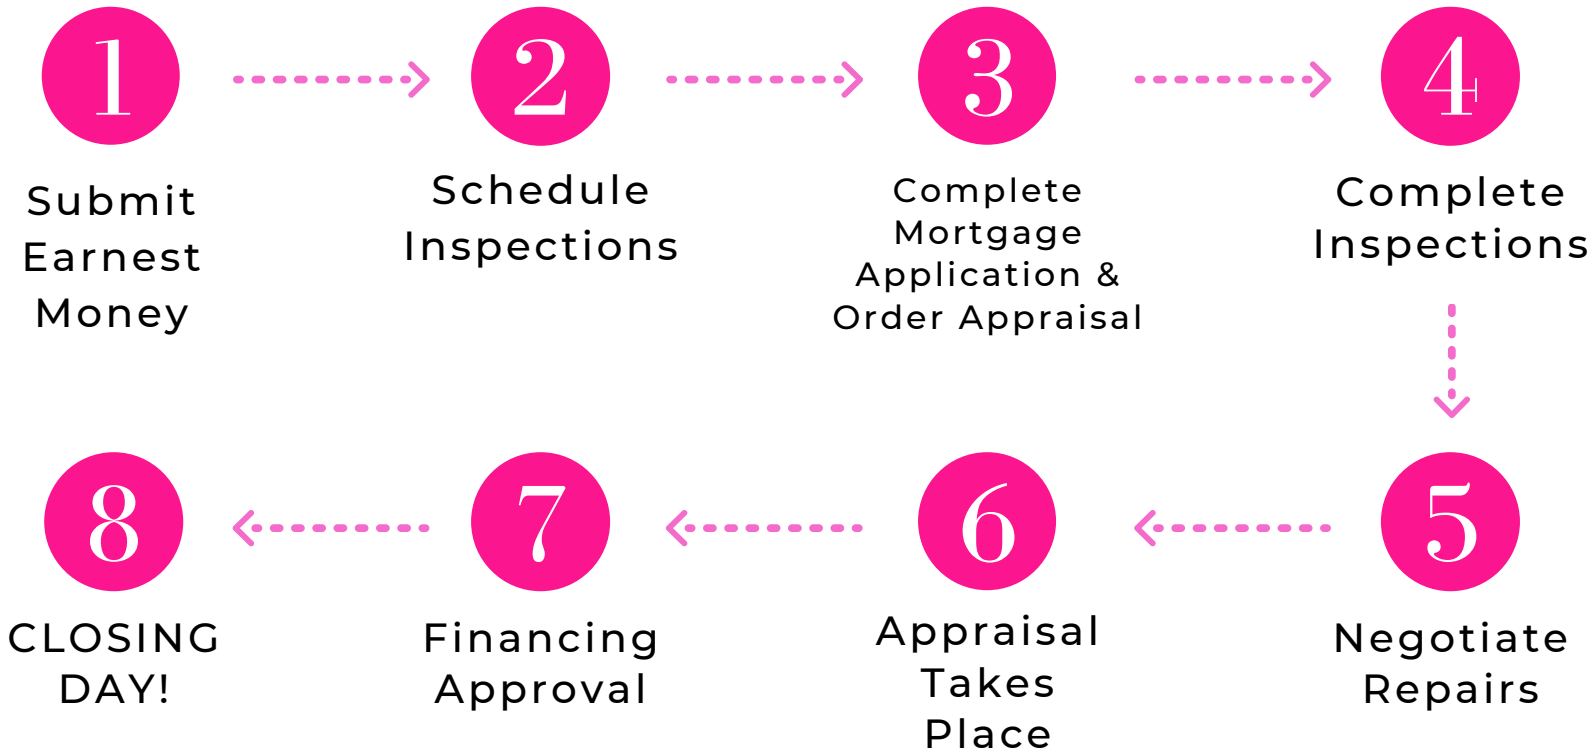 1
Submit
Earnest
Money
2
Schedule
Inspections
3
Complete
Mortgage
Application &
Order Appraisal
4
Complete
Inspections
5
Negotiate
Repairs
6
Appraisal
Takes
Place
7
Financing
Approval
8
CLOSING
DAY!